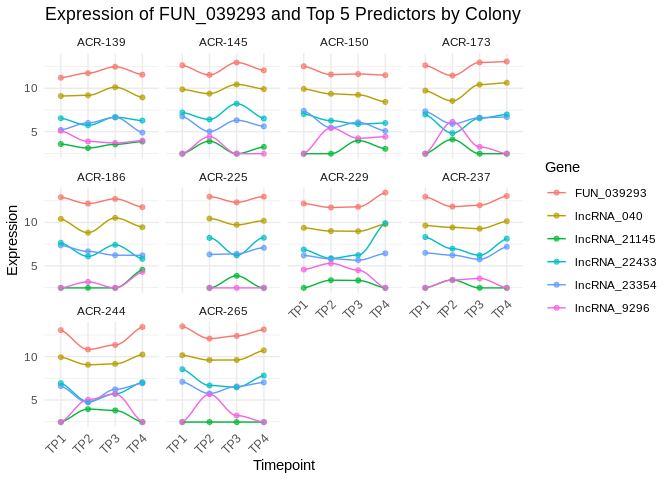 Expression of FUN_039293 and Top 5 Predictors by Colony
ACR-139 ACR-145 ACR-150 ACR-173
10
5
ACR-186 ACR-225 ACR-229 ACR-237
10
5
TP1 TP2 TP3 TP4 TP1 TP2 TP3 TP4
ACR-244 ACR-265
10
5
TP1 TP2 TP3 TP4 TP1 TP2 TP3 TP4
Expression
Timepoint
Gene
FUN_039293
lncRNA_040
lncRNA_21145
lncRNA_22433
lncRNA_23354
lncRNA_9296